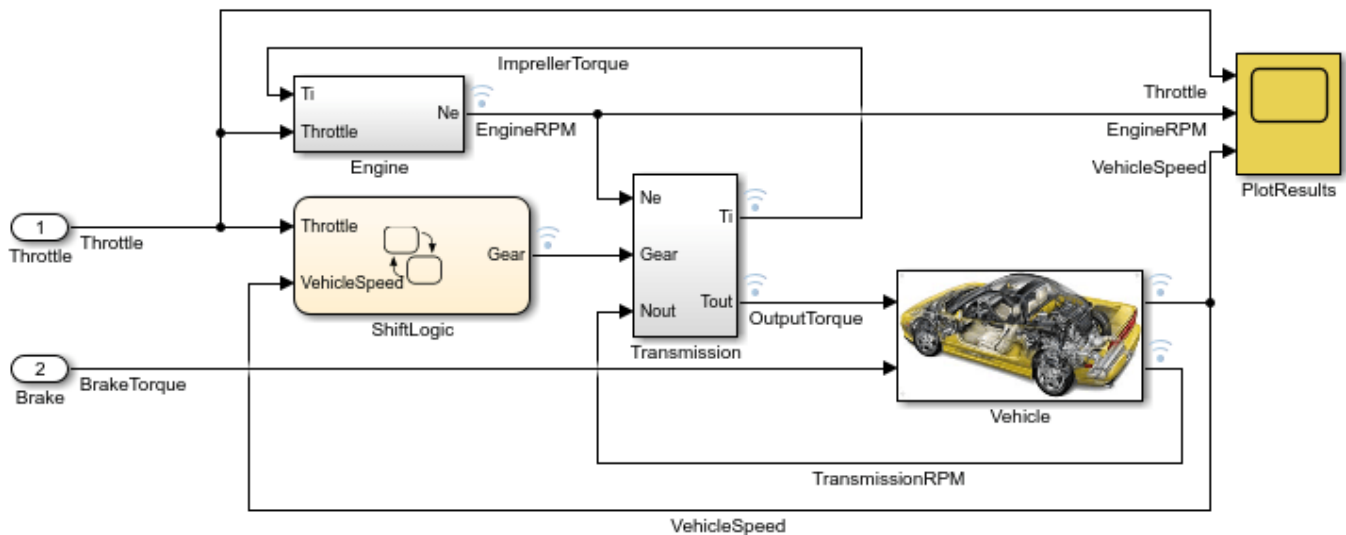 ImprellerTorque
Ti
Throttle
Ne
EngineRPM
Engine
Throttle
EngineRPM
VehicleSpeed
PlotResults
1
Throttle
Throttle
Throttle
VehicleSpeed
Gear
ShiftLogic
Ne
Gear
Nout
Ti
Tout
Transmission
OutputTorque
2
Brake
BrakeTorque
Vehicle
TransmissionRPM
VehicleSpeed